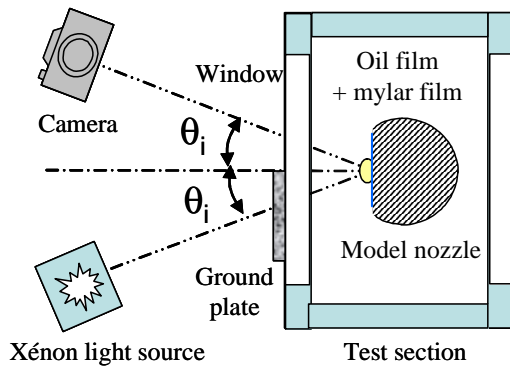 Window
Oil film
+ mylar film
Camera
θi
θi
Model nozzle
Ground
plate
Xénon light source
Test section